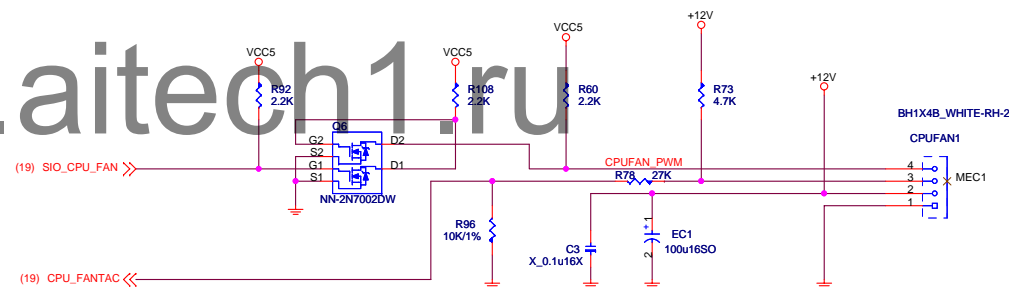 .aitech1.ru
+12V
VCC5
VCC5
VCC5
+12V
R92
2.2K
R108
2.2K
R60
2.2K
R73
4.7K
BH1X4B_WHITE-RH-2
CPUFAN1
Q6
G2
D2
S2
(19) SIO_CPU_FAN
G1
D1
S1
NN-2N7002DW
CPUFAN_PWM
R78
27K
4
3
2
1
MEC1
R96
10K/1%
C3
X_0.1u16X
+
1
2
EC1
100u16SO
(19) CPU_FANTAC